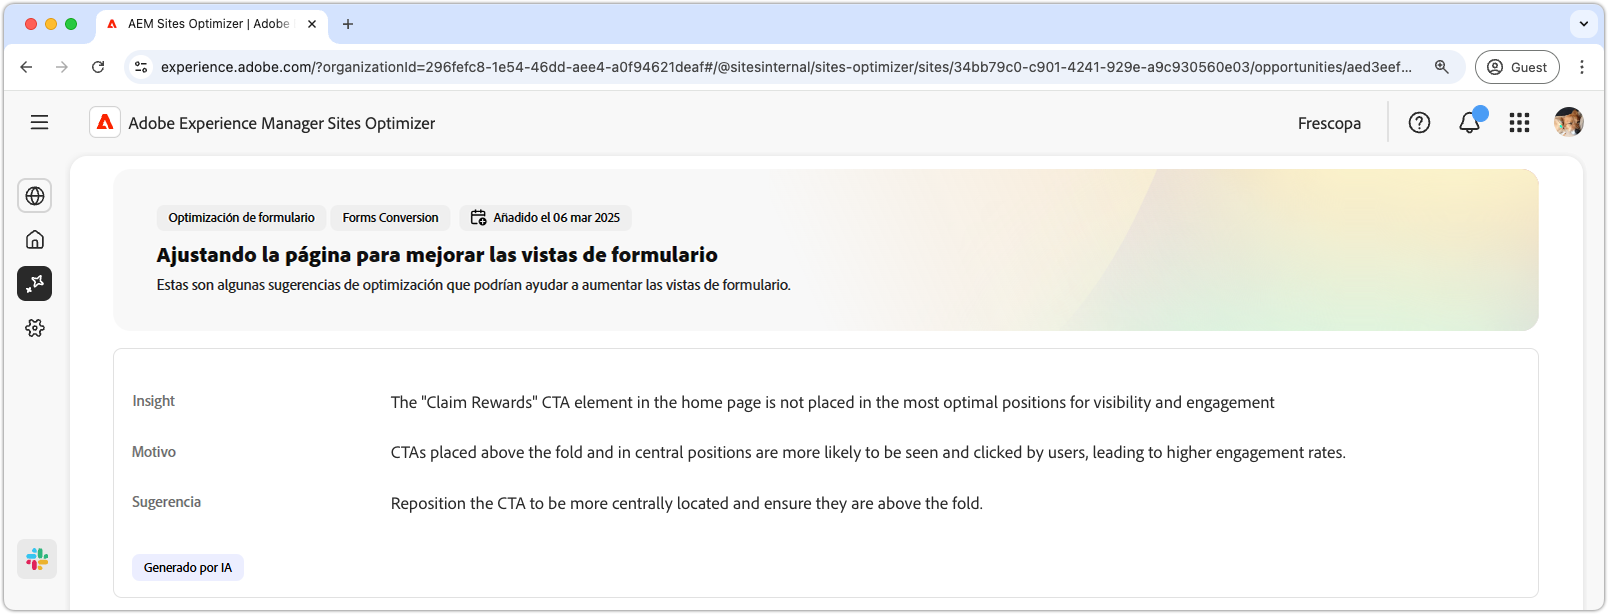 AEM Sites Optimizer | Adobe
experience.adobe.com/?organizationId=296fefc8-1e54-46dd-aee4-a0f94621deaf#/@sitesinternal/sites-optimizer/sites/34bb79c0-c901-4241-929e-a9c930560e03/opportunities/aed3eef...
Guest
Adobe Experience Manager Sites Optimizer
Frescopa
Optimización de formulario
Forms Conversion
Añadido el 06 mar 2025
Ajustando la página para mejorar las vistas de formulario
Estas son algunas sugerencias de optimización que podrían ayudar a aumentar las vistas de formulario.
Insight
The "Claim Rewards" CTA element in the home page is not placed in the most optimal positions for visibility and engagement
Motivo
CTAs placed above the fold and in central positions are more likely to be seen and clicked by users, leading to higher engagement rates.
Sugerencia
Reposition the CTA to be more centrally located and ensure they are above the fold.
Generado por IA